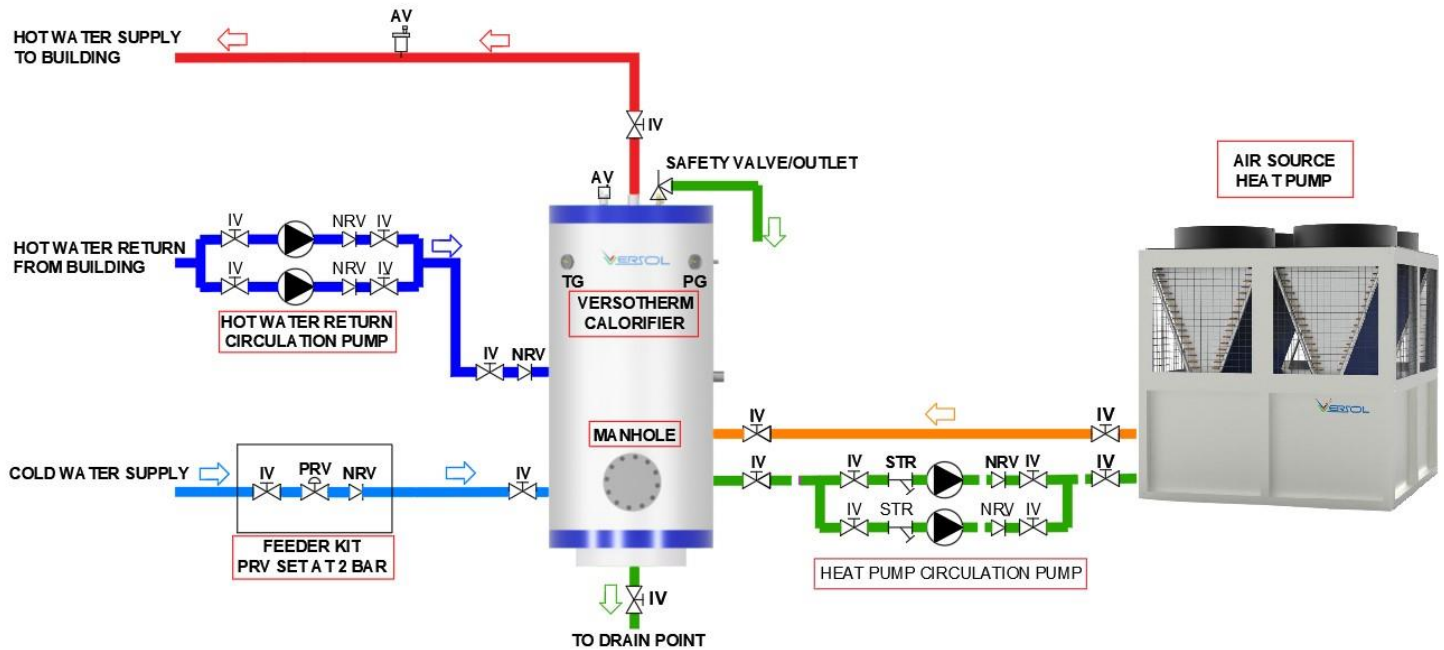 AV
HOT WATER SUPPLY
TO BUILDING
IV
SAFETY VALVE/OUTLET
AV
AIR SOURCE
HEAT PUMP
IV
NRV
IV
HOT WATER RETURN
FROM BUILDING
IV
NRV
IV
VERSOL
TG
PG
HOT WATER RETURN
CIRCULATION PUMP
VERSOTHERM
CALORIFIER
IV
NRV
VERSOL
MANHOLE
IV
IV
COLD WATER SUPPLY
IV
PRV
NRV
IV
IV
IV
STR
NRV
IV
IV
IV
STR
NRV
IV
FEEDER KIT
PRV SET AT 2 BAR
HEAT PUMP CIRCULATION PUMP
IV
TO DRAIN POINT